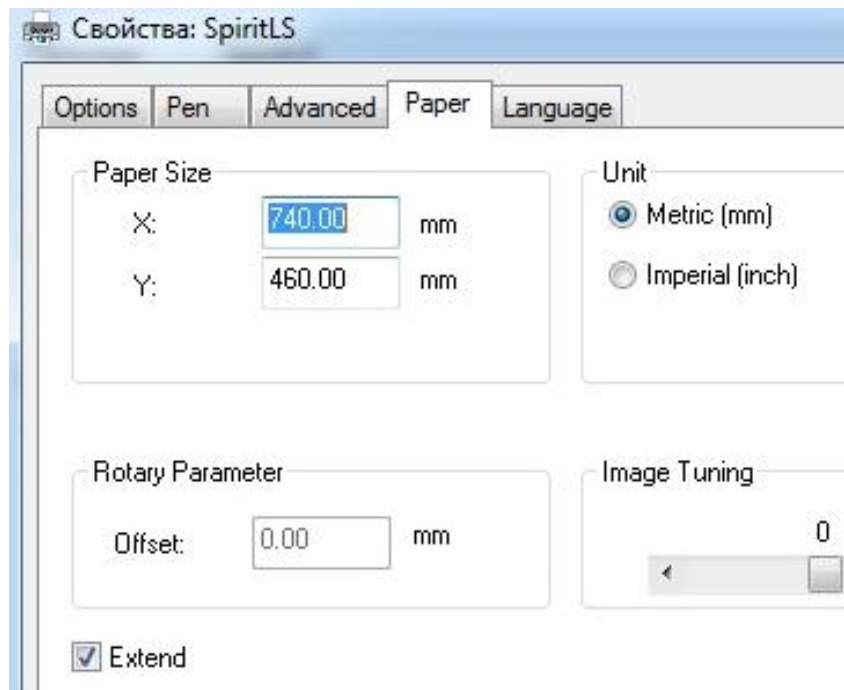 Свойства: SpiritLS
Options Pen Advanced Paper Language
Paper Size
X: 740.00 mm
Y: 460.00 mm
Unit
Metric (mm)
Imperial (inch)
Rotary Parameter
Offset: 0.00 mm
Image Tuning
0
Extend